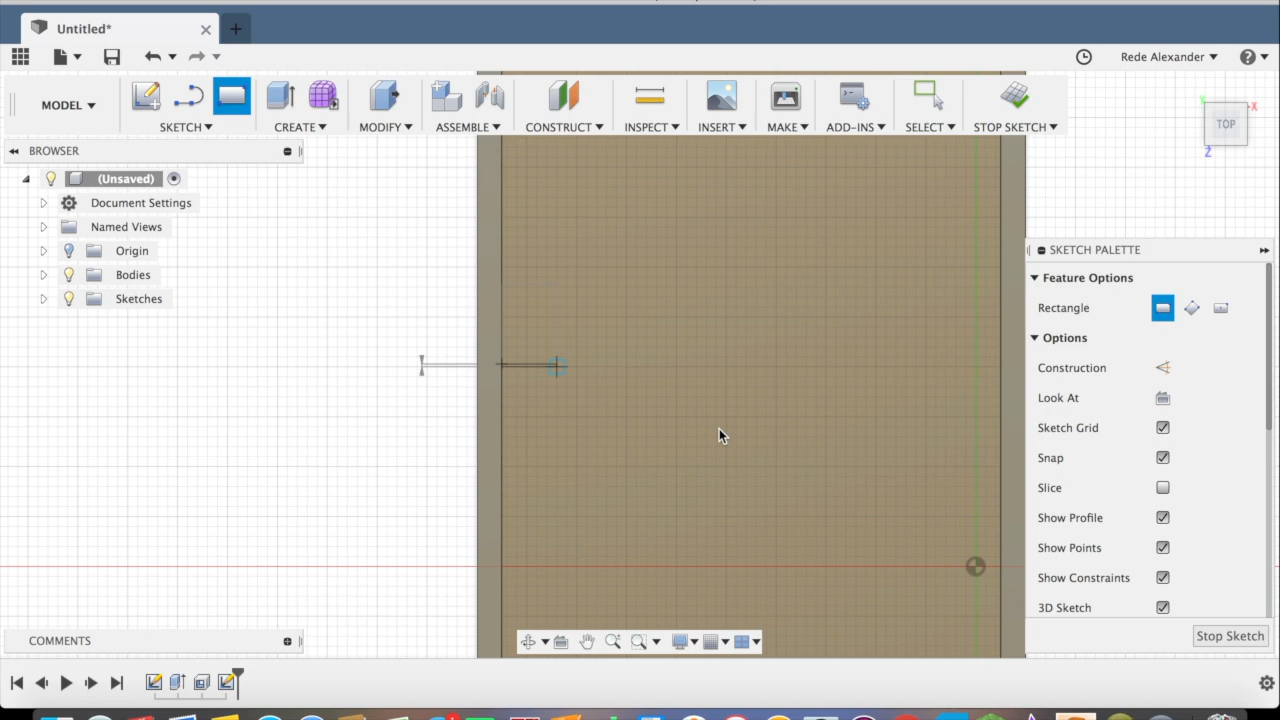 Untitled*
Rede Alexander
MODEL
SKETCH
CREATE
MODIFY
ASSEMBLE
CONSTRUCT
INSPECT
INSERT
MAKE
ADD-INS
SELECT
STOP SKETCH
Y
X
TOP
Z
BROWSER
(Unsaved)
Document Settings
Named Views
Origin
Bodies
Sketches
SKETCH PALETTE
Feature Options
Rectangle
Options
Construction
Look At
Sketch Grid
Snap
Slice
Show Profile
Show Points
Show Constraints
3D Sketch
Stop Sketch
COMMENTS